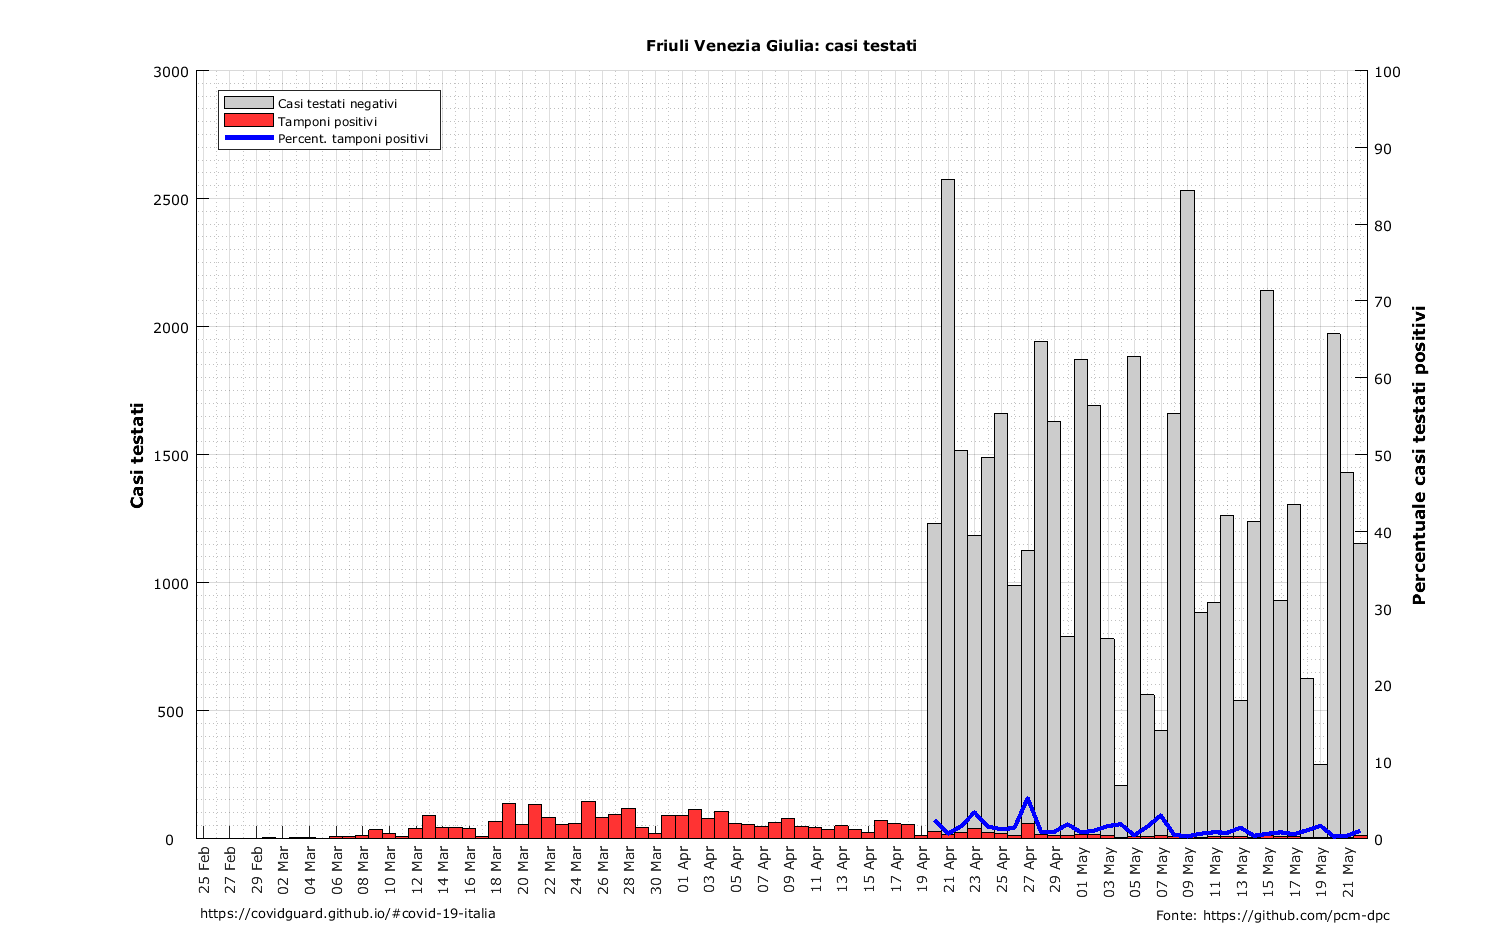 Friuli Venezia Giulia: casi testati
3000
2500
2000
1500
1000
500
0
100
90
80
70
60
50
40
30
20
10
0
Casi testati negativi
Tamponi positivi
Percent. tamponi positivi
Casi testati
Percentuale casi testati positivi
25 Feb
27 Feb
29 Feb
02 Mar
04 Mar
06 Mar
08 Mar
10 Mar
12 Mar
14 Mar
16 Mar
18 Mar
20 Mar
22 Mar
24 Mar
26 Mar
28 Mar
30 Mar
01 Apr
03 Apr
05 Apr
07 Apr
09 Apr
11 Apr
13 Apr
15 Apr
17 Apr
19 Apr
21 Apr
23 Apr
25 Apr
27 Apr
29 Apr
01 May
03 May
05 May
07 May
09 May
11 May
13 May
15 May
17 May
19 May
21 May
https://covidguard.github.io/#covid-19-italia
Fonte: https://github.com/pcm-dpc